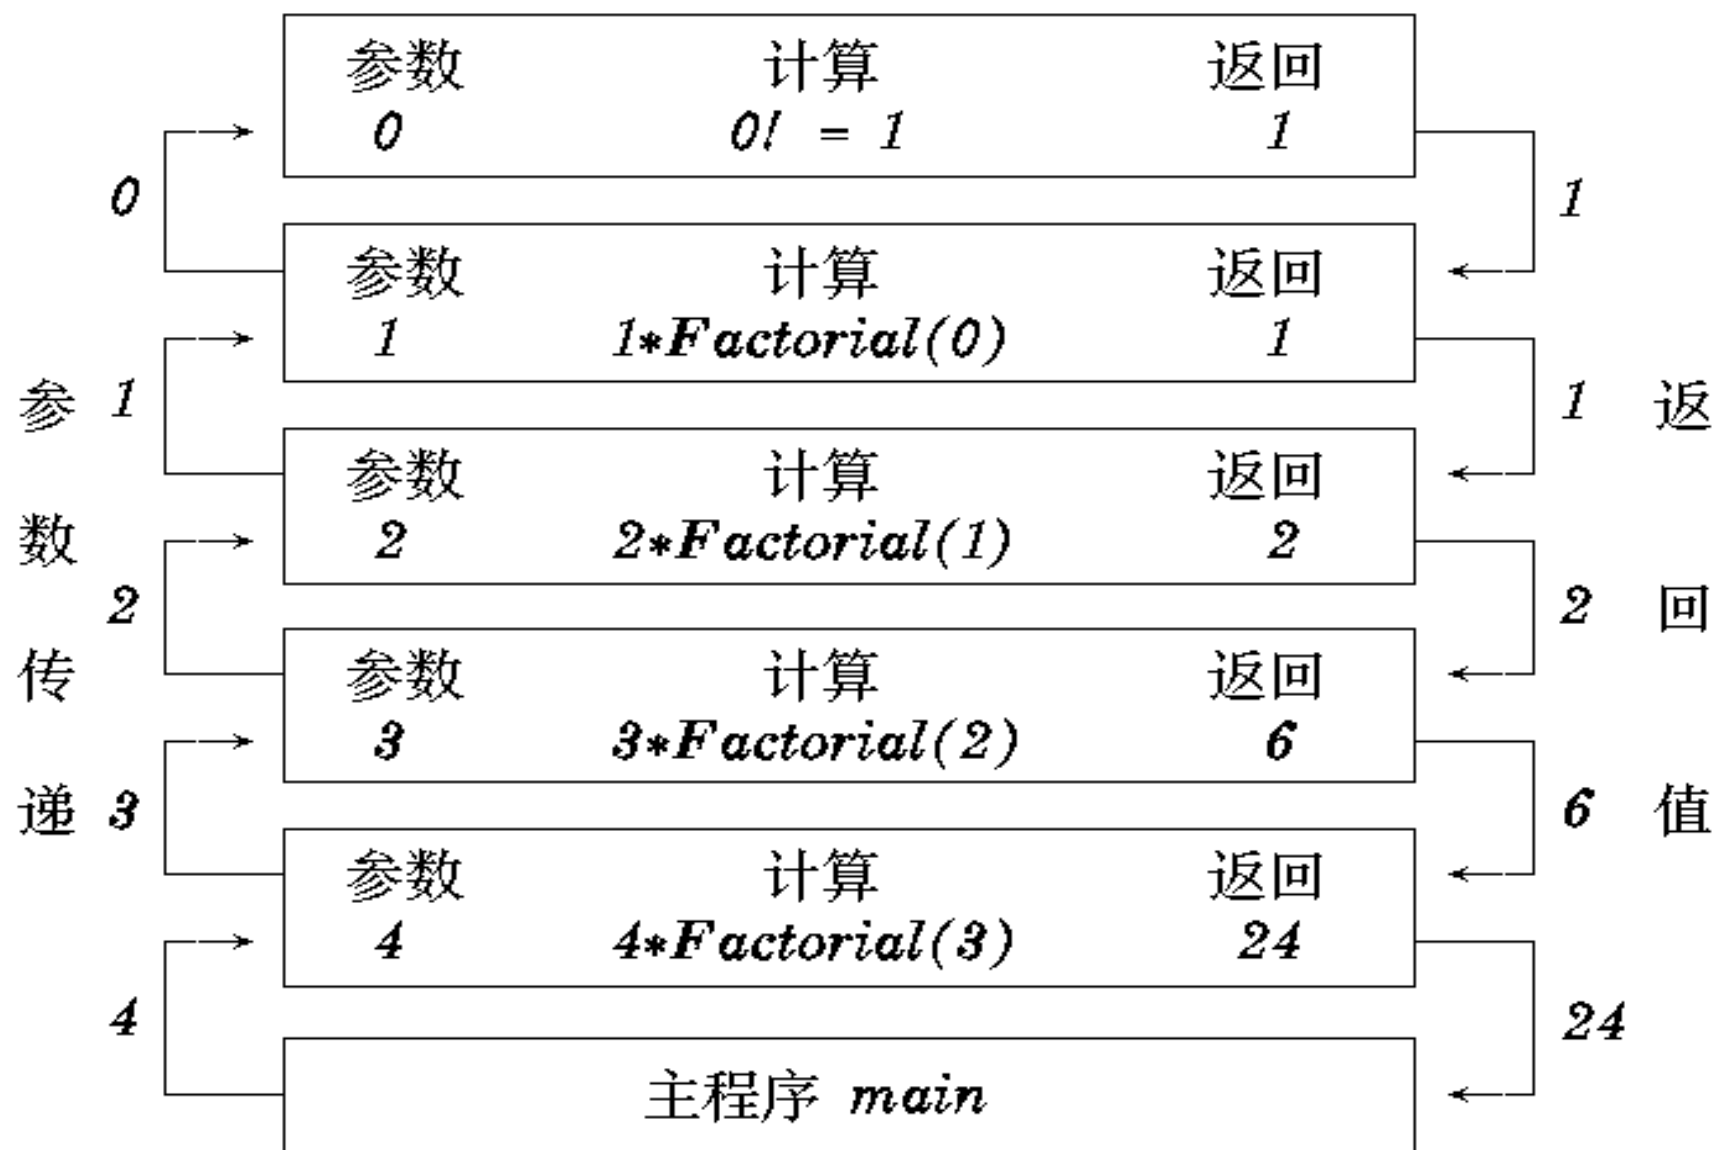 参数 计算 返回
0 0! = 1 1
0 1
参数 计算 返回
1 1*Factorial(0) 1
参 1 1 返
参数 计算 返回
2 2*Factorial(1) 2
数
2 2 回
传 参数 计算 返回
3 3*Factorial(2) 6
递 3 6 值
参数 计算 返回
4 4*Factorial(3) 24
4 24
主程序 main